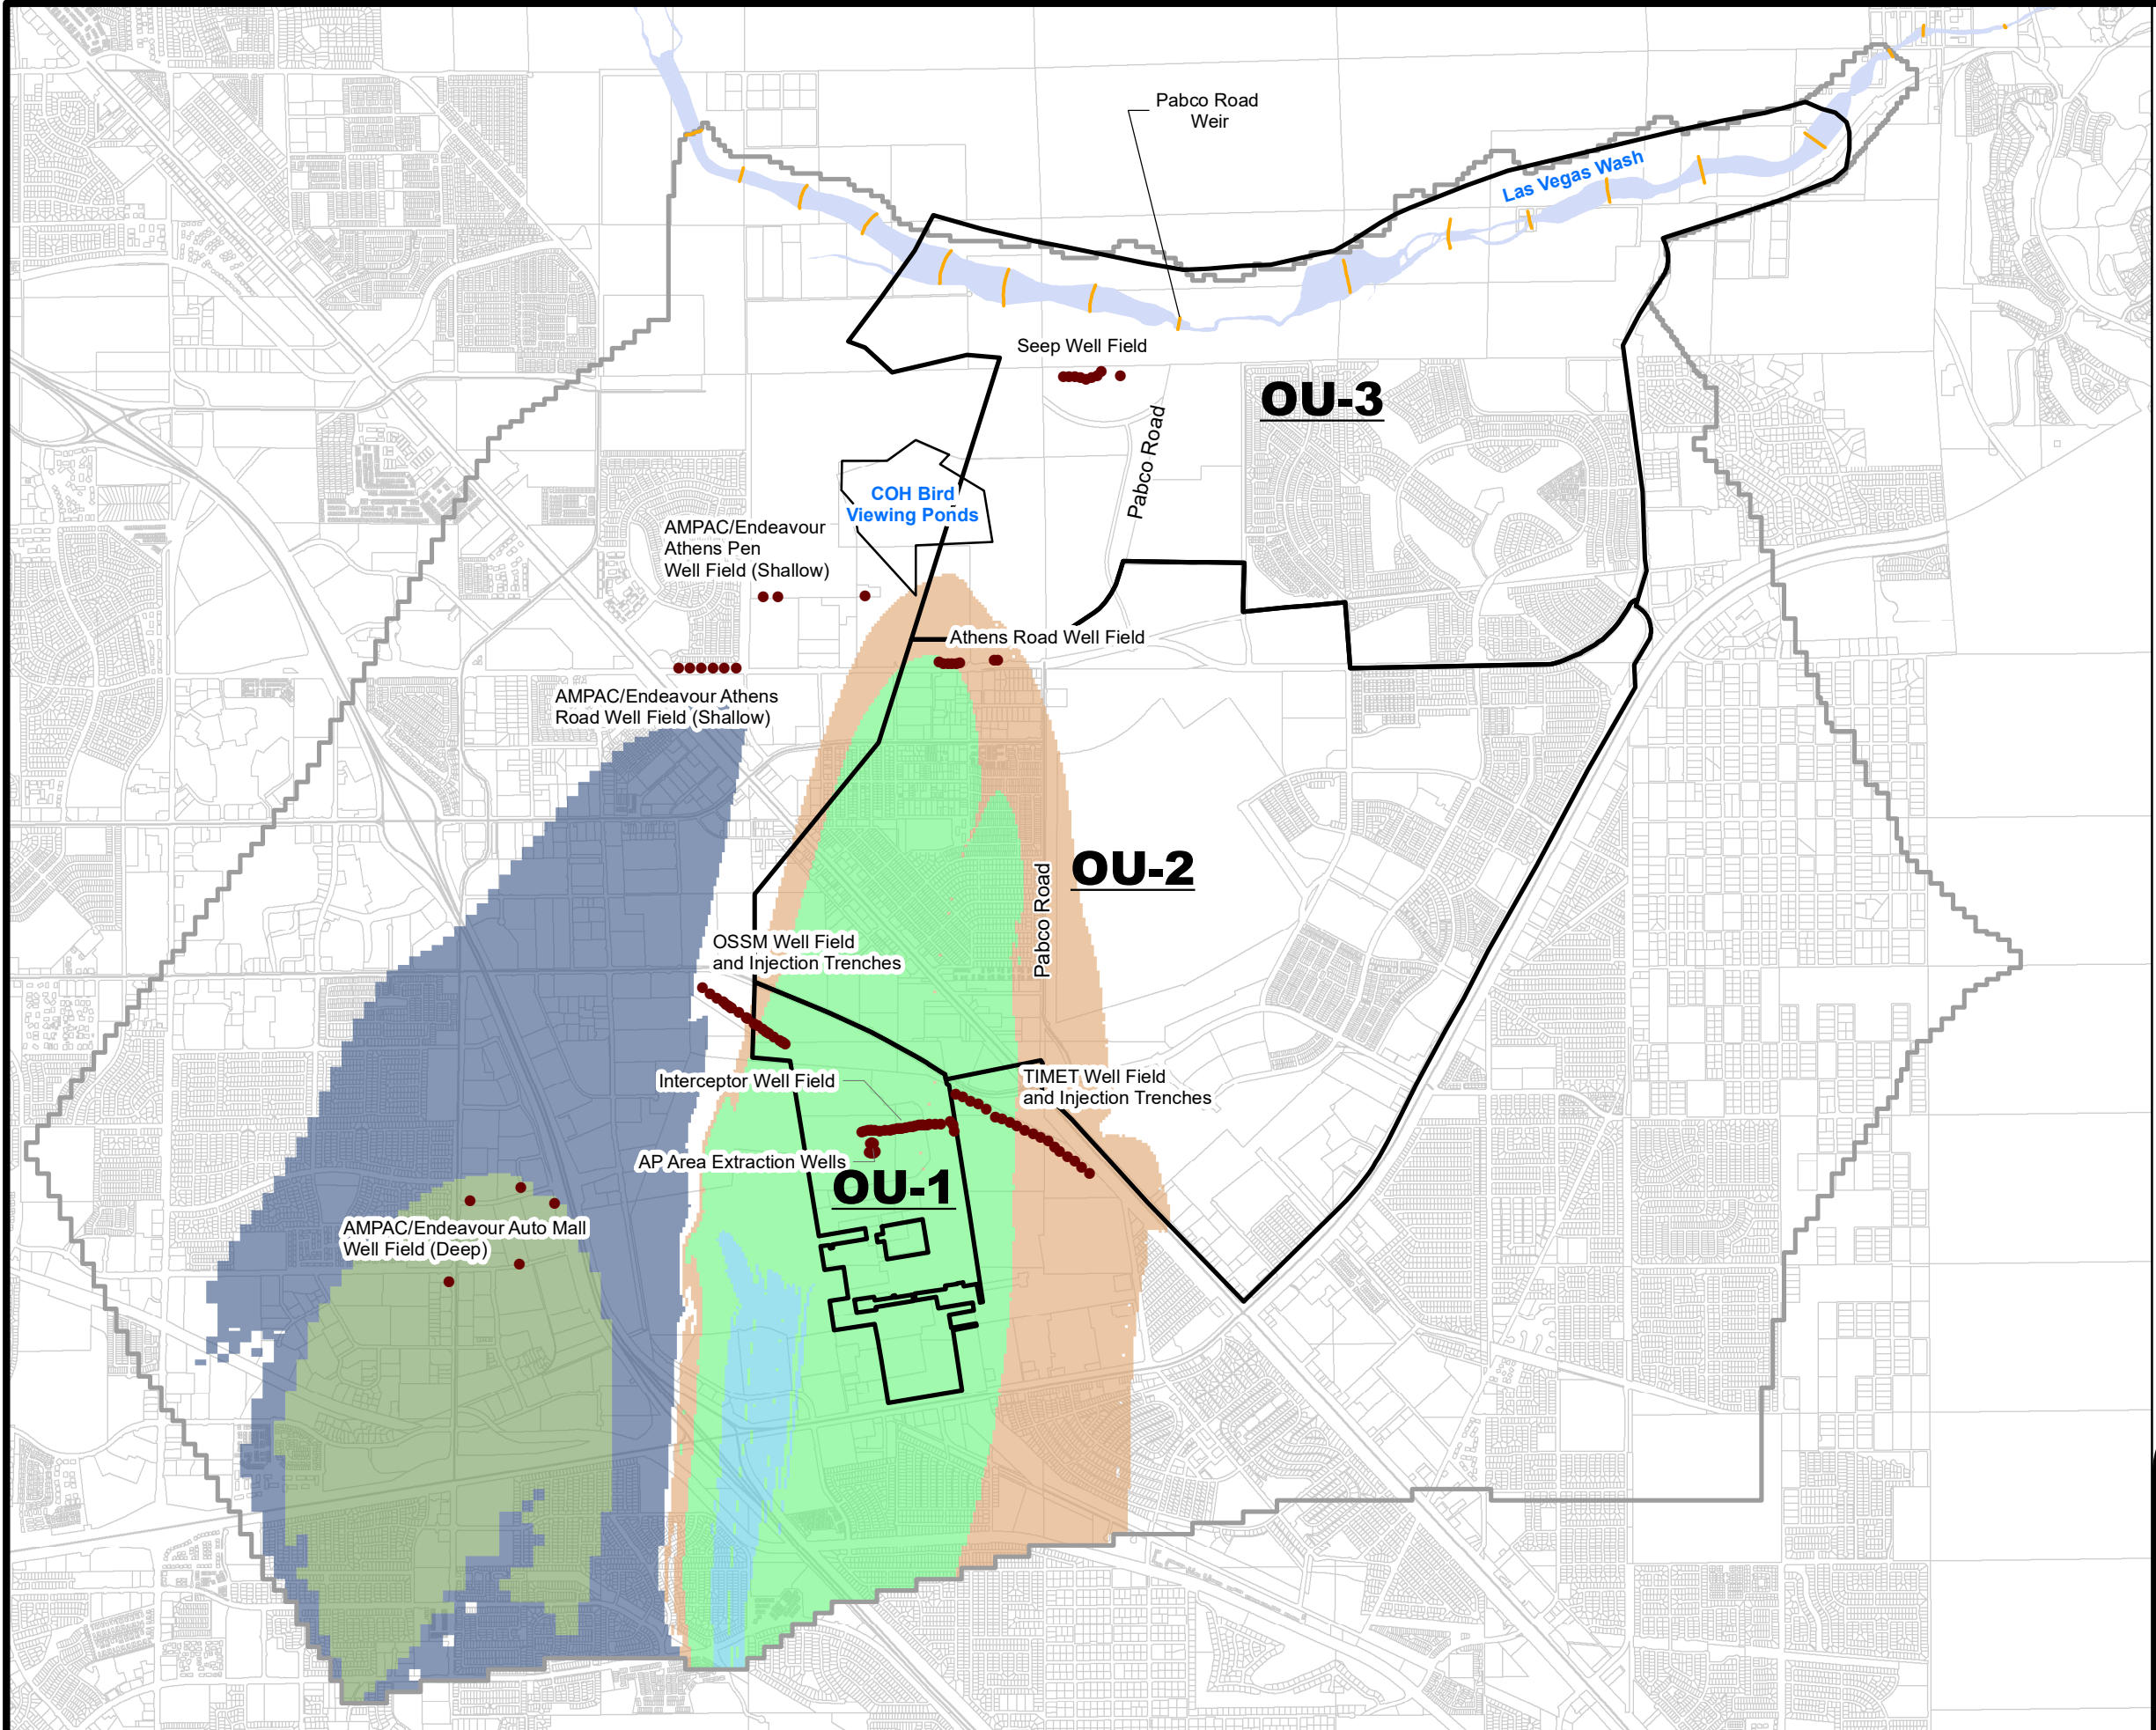 Pabco Road
Weir
Las Vegas Wash
Seep Well Field
OU-3
Pabco Road
COH Bird
Viewing Ponds
AMPAC/Endeavour
Athens Pen
Well Field (Shallow)
Athens Road Well Field
AMPAC/Endeavour Athens
Road Well Field (Shallow)
OU-2
Pabco Road
OSSM Well Field
and Injection Trenches
Interceptor Well Field
TIMET Well Field
and Injection Trenches
AP Area Extraction Wells
OU-1
AMPAC/Endeavour Auto Mall
Well Field (Deep)